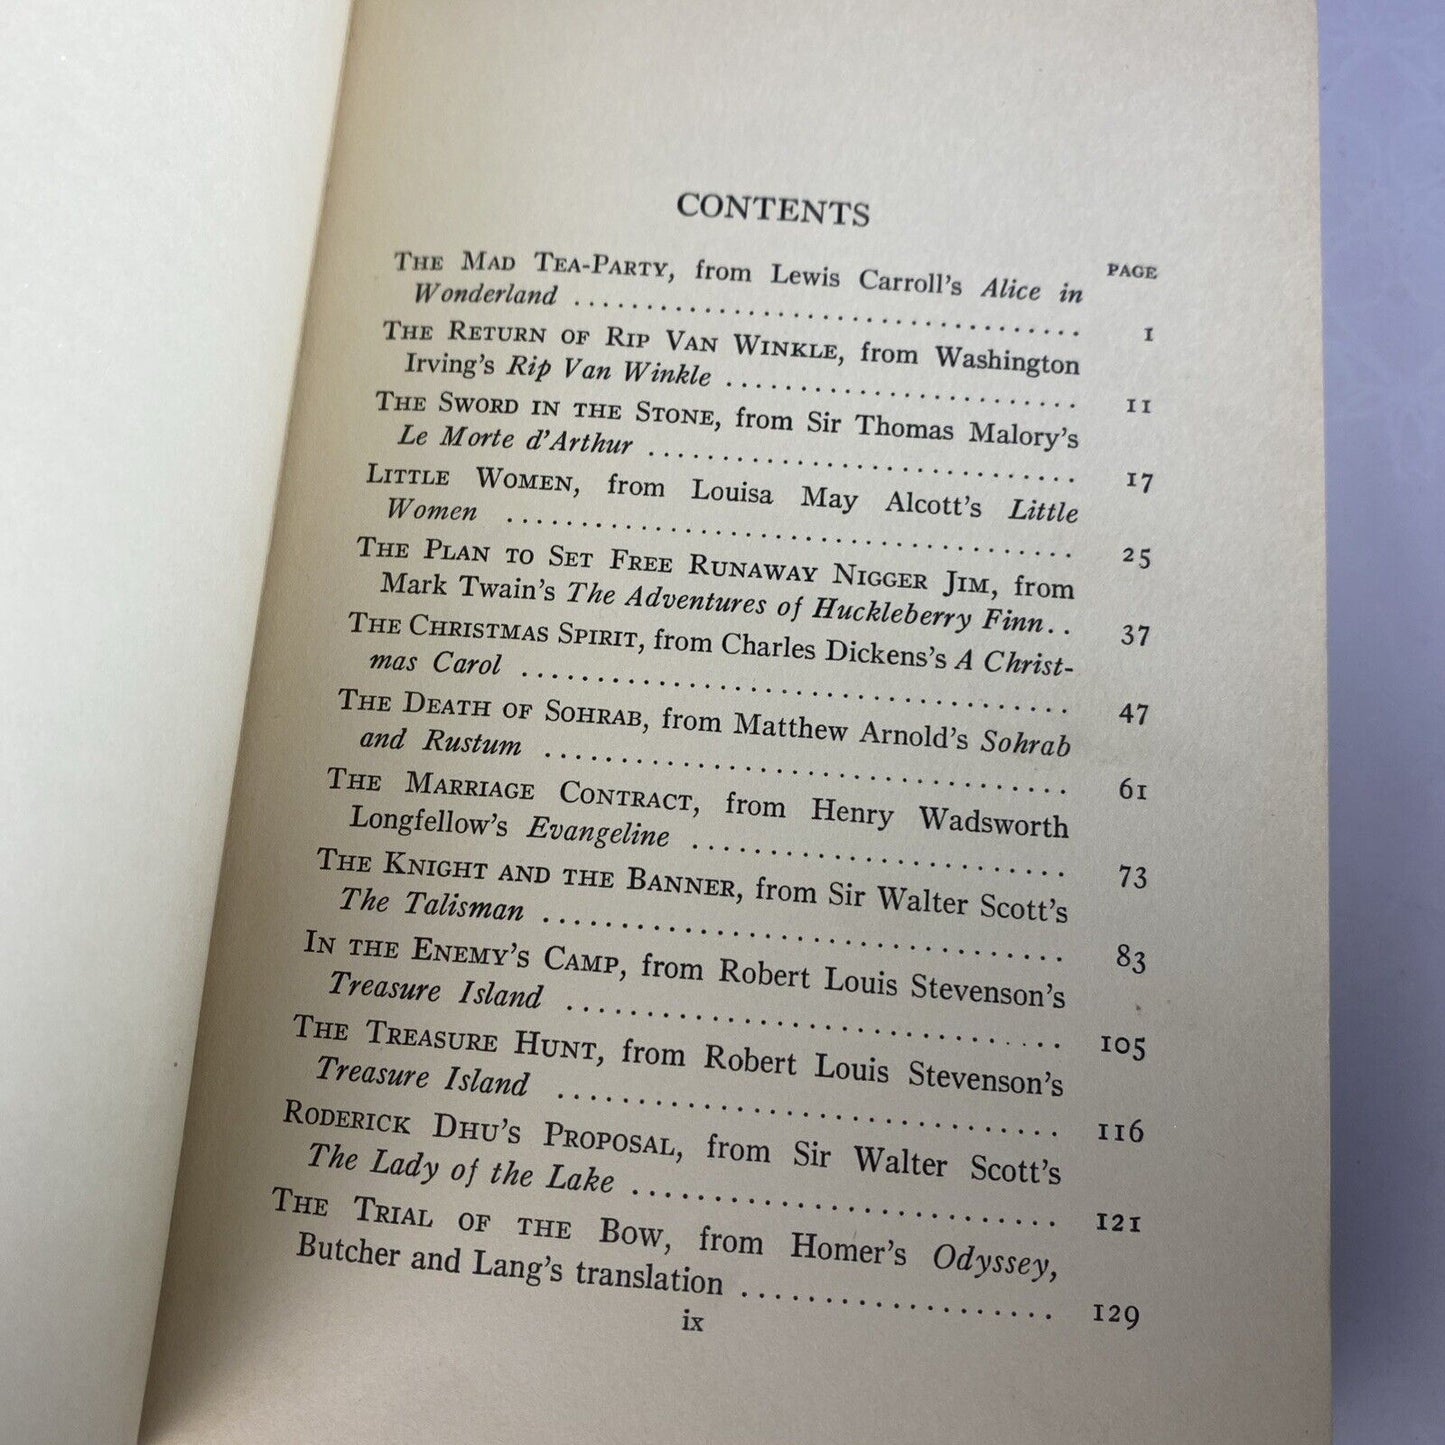 CONTENTS
PAGE
THE MAD TEA-PARTY, from Lewis Carroll's Alice in
Wonderland .................................. 1
THE RETURN OF RIP VAN WINKLE, from Washington
Irving's Rip Van Winkle ........................ 11
THE SWORD IN THE STONE, from Sir Thomas Malory's
Le Morte d'Arthur ............................. 17
LITTLE WOMEN, from Louisa May Alcott's Little
Women ....................................... 25
THE PLAN TO SET FREE RUNAWAY NIGGER JIM, from
Mark Twain's The Adventures of Huckleberry Finn.. 37
THE CHRISTMAS SPIRIT, from Charles Dickens's A Christ-
mas Carol .................................... 47
THE DEATH OF SOHRAB, from Matthew Arnold's Sohrab
and Rustum .................................. 61
THE MARRIAGE CONTRACT, from Henry Wadsworth
Longfellow's Evangeline ........................ 73
THE KNIGHT AND THE BANNER, from Sir Walter Scott's
The Talisman ................................. 83
IN THE ENEMY'S CAMP, from Robert Louis Stevenson's
Treasure Island ............................... 105
THE TREASURE HUNT, from Robert Louis Stevenson's
Treasure Island ............................... 116
RODERICK DHU'S PROPOSAL, from Sir Walter Scott's
The Lady of the Lake .......................... 121
THE TRIAL OF THE BOW, from Homer's Odyssey,
Butcher and Lang's translation ................... 129
ix